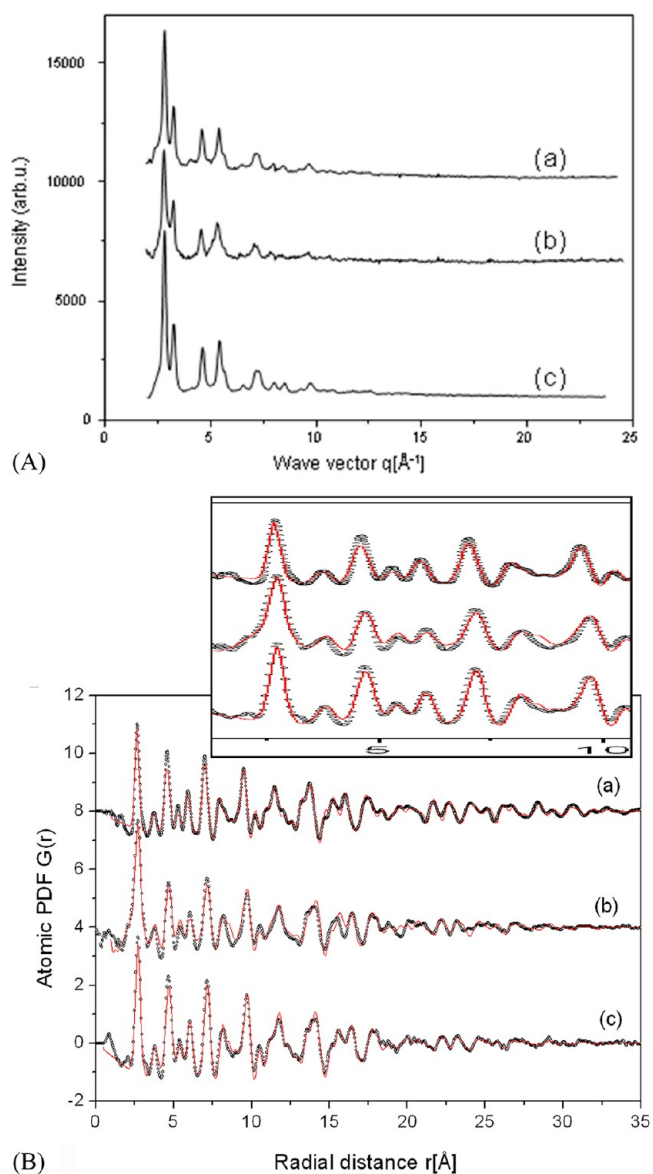 15000
(a)
10000
(b)
5000
(c)
0
0 5 10 15 20 25
Intensity (arb.u.)
Wave vector q[Å⁻¹]
(A)
5 10
12
10
8
6
4
2
0
-2
(a)
(b)
(c)
0 5 10 15 20 25 30 35
Atomic PDF G(r)
Radial distance r[Å]
(B)